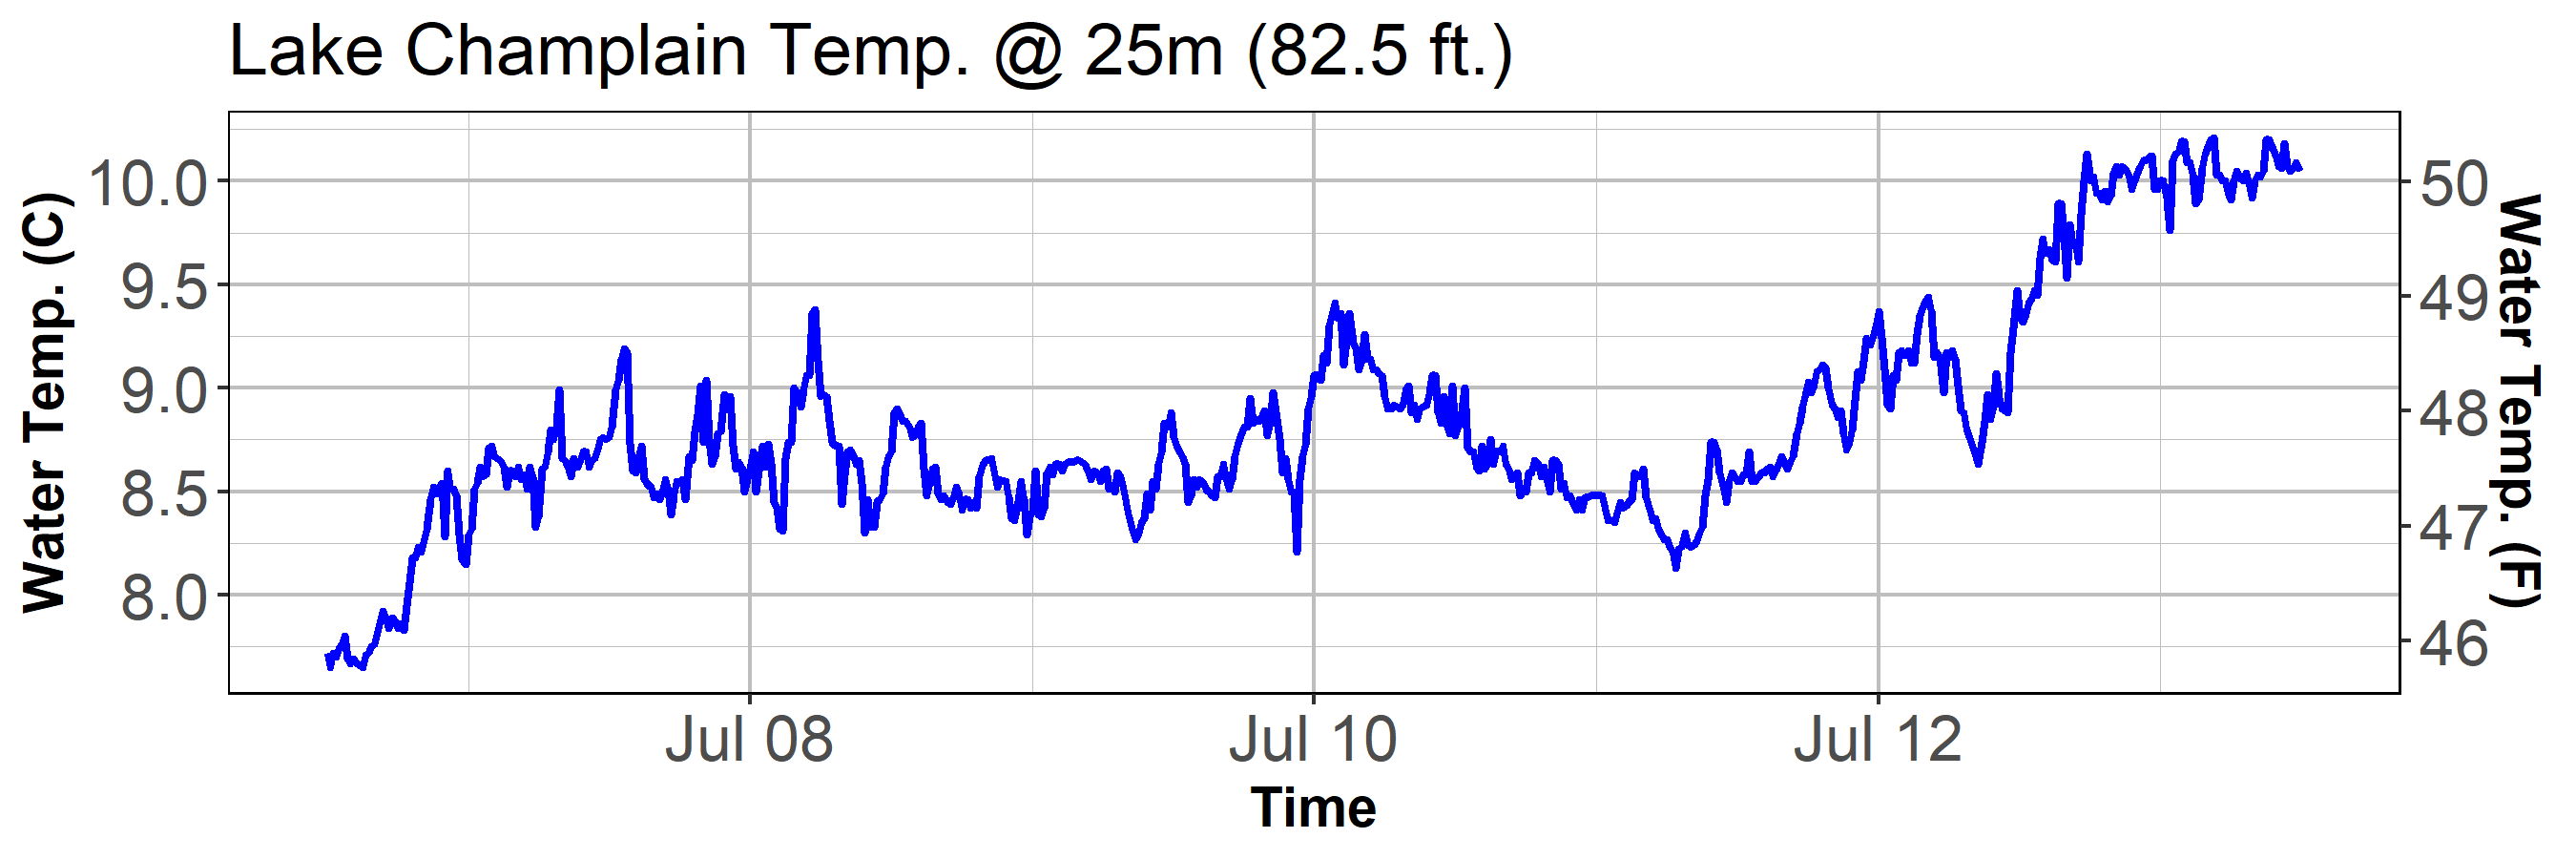 Lake Champlain Temp. @ 25m (82.5 ft.)
Water Temp. (C)
10.0
9.5
9.0
8.5
8.0
50
49
48
47
46
Water Temp. (F)
Jul 08
Jul 10
Jul 12
Time